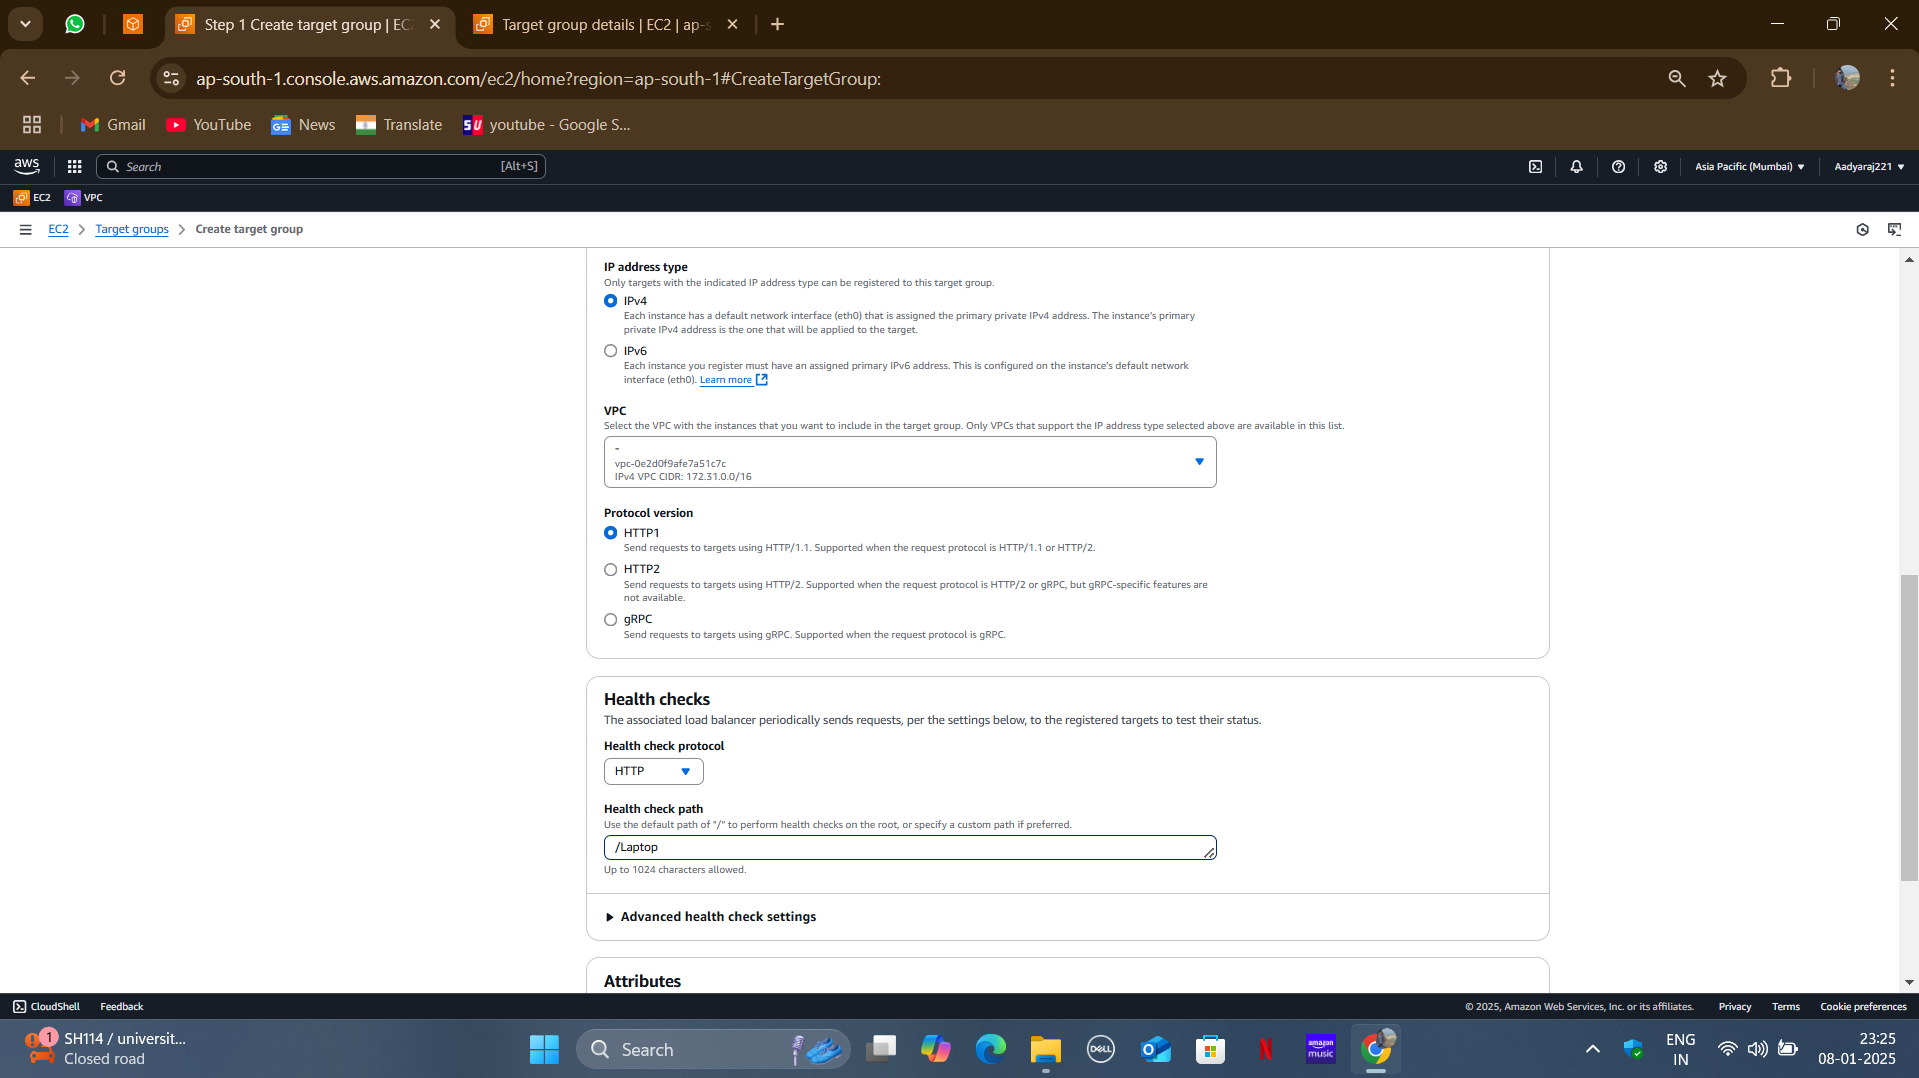 Step 1 Create target group | EC
Target group details | EC2 | ap-s
ap-south-1.console.aws.amazon.com/ec2/home?region=ap-south-1#CreateTargetGroup:
Gmail
YouTube
News
Translate
youtube - Google S...
aws
Search
[Alt+S]
Asia Pacific (Mumbai)
Aadyaraj221
EC2
VPC
EC2
Target groups
Create target group
IP address type
Only targets with the indicated IP address type can be registered to this target group.
IPv4
Each instance has a default network interface (eth0) that is assigned the primary private IPv4 address. The instance's primary
private IPv4 address is the one that will be applied to the target.
IPv6
Each instance you register must have an assigned primary IPv6 address. This is configured on the instance's default network
interface (eth0). Learn more
VPC
Select the VPC with the instances that you want to include in the target group. Only VPCs that support the IP address type selected above are available in this list.
-
vpc-0e2d0f9afe7a51c7c
IPv4 VPC CIDR: 172.31.0.0/16
Protocol version
HTTP1
Send requests to targets using HTTP/1.1. Supported when the request protocol is HTTP/1.1 or HTTP/2.
HTTP2
Send requests to targets using HTTP/2. Supported when the request protocol is HTTP/2 or gRPC, but gRPC-specific features are
not available.
gRPC
Send requests to targets using gRPC. Supported when the request protocol is gRPC.
Health checks
The associated load balancer periodically sends requests, per the settings below, to the registered targets to test their status.
Health check protocol
HTTP
Health check path
Use the default path of "/" to perform health checks on the root, or specify a custom path if preferred.
/Laptop
Up to 1024 characters allowed.
Advanced health check settings
Attributes
CloudShell
Feedback
© 2025, Amazon Web Services, Inc. or its affiliates.
Privacy
Terms
Cookie preferences
1
SH114 / universit...
Closed road
Search
DELL
amazon
music
ENG
IN
23:25
08-01-2025